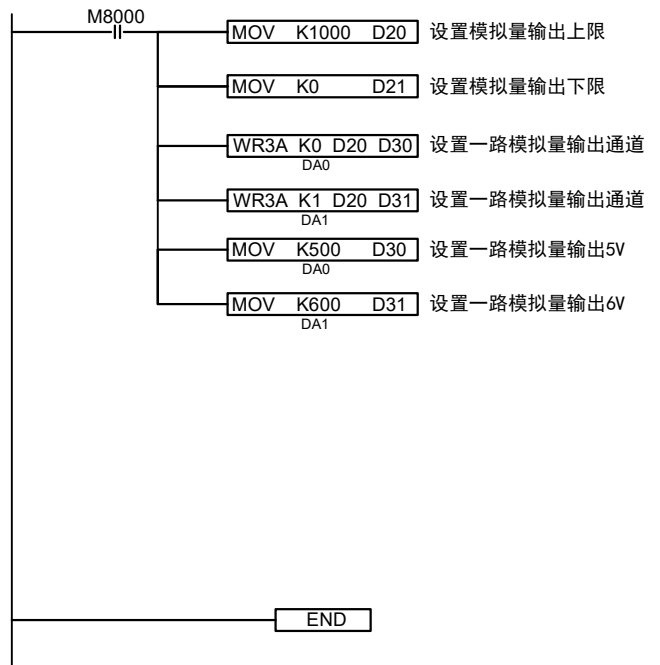 M8000
MOV K1000 D20 设置模拟量输出上限
MOV K0 D21 设置模拟量输出下限
WR3A K0 D20 D30 设置一路模拟量输出通道
DA0
WR3A K1 D20 D31 设置一路模拟量输出通道
DA1
MOV K500 D30 设置一路模拟量输出5V
DA0
MOV K600 D31 设置一路模拟量输出6V
DA1
END